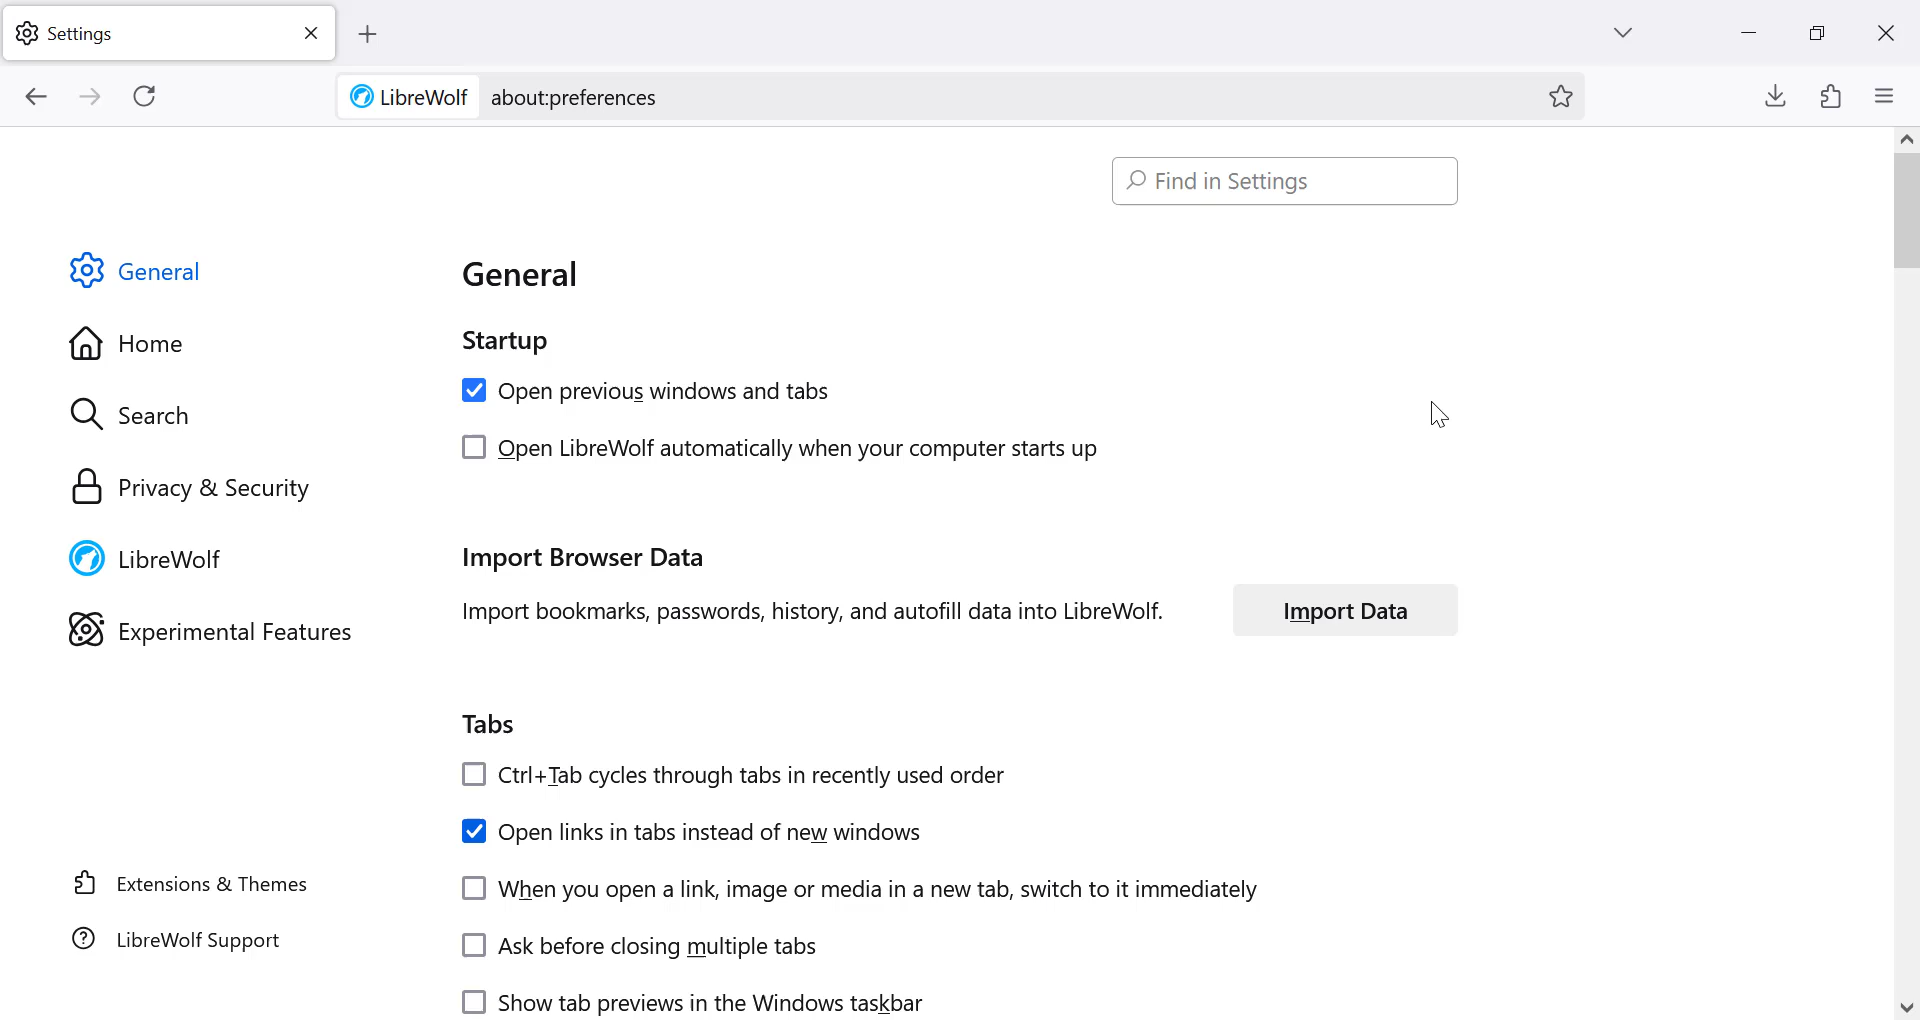 Settings
LibreWolf about:preferences
Find in Settings
General
Home
Search
Privacy & Security
LibreWolf
Experimental Features
Extensions & Themes
LibreWolf Support
General
Startup
Open previous windows and tabs
Open LibreWolf automatically when your computer starts up
Import Browser Data
Import bookmarks, passwords, history, and autofill data into LibreWolf.
Import Data
Tabs
Ctrl+Tab cycles through tabs in recently used order
Open links in tabs instead of new windows
When you open a link, image or media in a new tab, switch to it immediately
Ask before closing multiple tabs
Show tab previews in the Windows taskbar